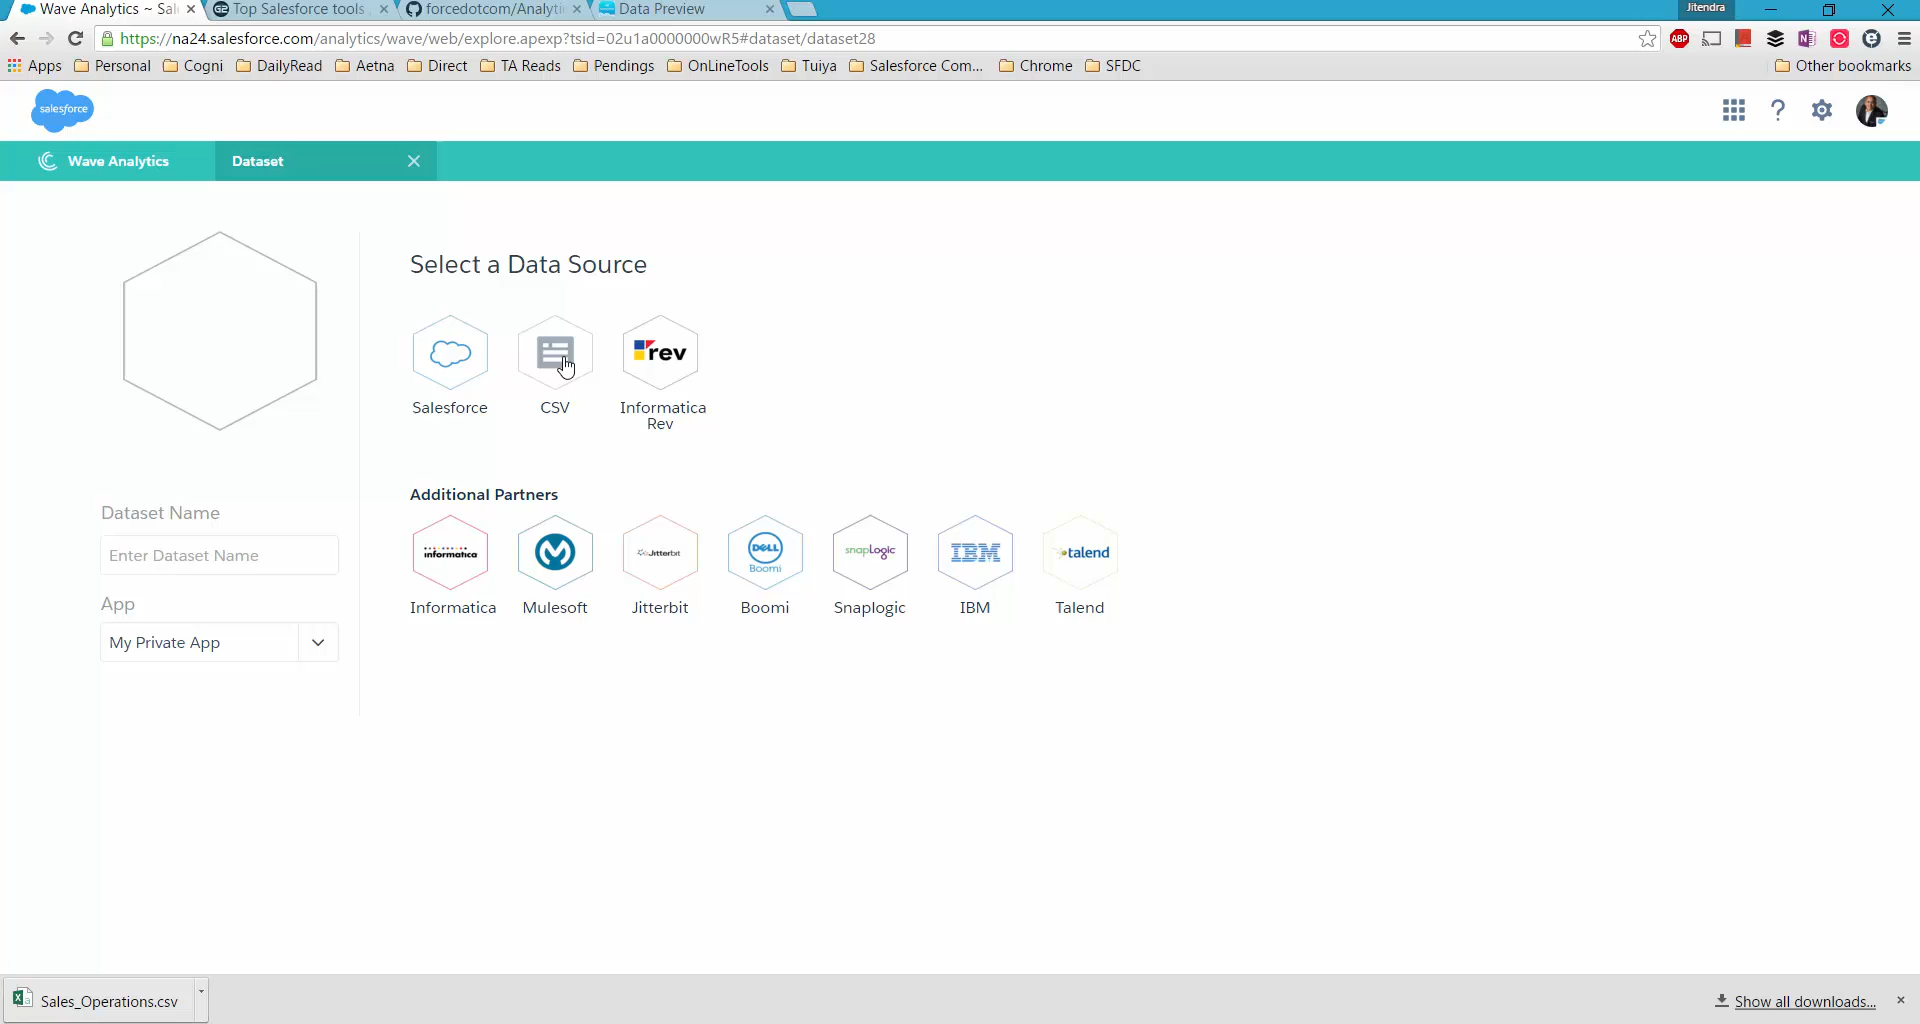 Wave Analytics ~ Sal
Top Salesforce tools
forcedotcom/Analyti
Data Preview
Jitendra
https://na24.salesforce.com/analytics/wave/web/explore.apexp?tsid=02u1a0000000wR5#dataset/dataset28
ABP
Apps
Personal
Cogni
DailyRead
Aetna
Direct
TA Reads
Pendings
OnLineTools
Tuiya
Salesforce Com...
Chrome
SFDC
Other bookmarks
salesforce
Wave Analytics
Dataset
Select a Data Source
rev
Salesforce
CSV
Informatica
Rev
Additional Partners
informatica
Jitterbit
DELL
Boomi
snapLogic
IBM
talend
Informatica
Mulesoft
Jitterbit
Boomi
Snaplogic
IBM
Talend
Dataset Name
Enter Dataset Name
App
My Private App
Sales_Operations.csv
Show all downloads...